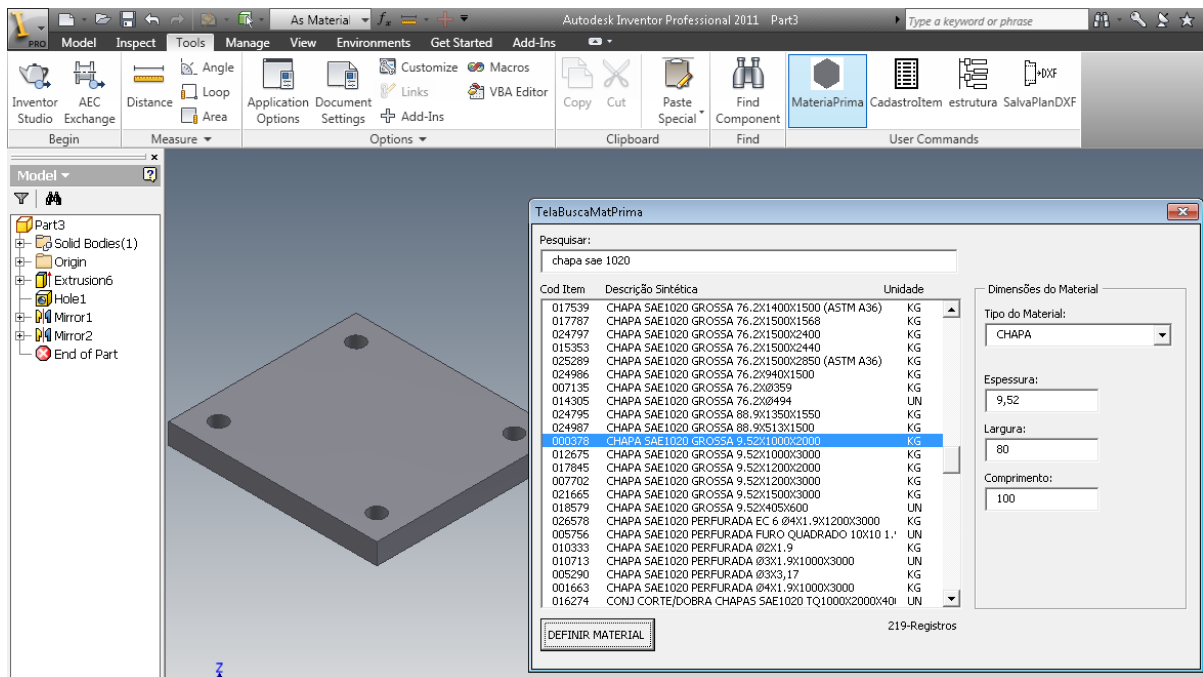 As Material
Autodesk Inventor Professional 2011 Part3
Type a keyword or phrase
PRO
Model Inspect Tools Manage View Environments Get Started Add-Ins
Inventor Studio
AEC Exchange
Begin
Distance
Angle
Loop
Area
Measure
Application Options
Document Settings
Customize
Links
Add-Ins
Macros
VBA Editor
Options
Copy
Cut
Paste Special
Clipboard
Find Component
Find
MateriaPrima
CadastroItem
estrutura
DXF
SalvaPlanDXF
User Commands
Model
Part3
Solid Bodies(1)
Origin
Extrusion6
Hole1
Mirror1
Mirror2
End of Part
Z
TelaBuscaMatPrima
Pesquisar:
chapa sae 1020
Cod Item Descrição Sintética Unidade
017539 CHAPA SAE1020 GROSSA 76.2X1400X1500 (ASTM A36) KG
017787 CHAPA SAE1020 GROSSA 76.2X1500X1568 KG
024797 CHAPA SAE1020 GROSSA 76.2X1500X2400 KG
015353 CHAPA SAE1020 GROSSA 76.2X1500X2440 KG
025289 CHAPA SAE1020 GROSSA 76.2X1500X2850 (ASTM A36) KG
024986 CHAPA SAE1020 GROSSA 76.2X940X1500 KG
007135 CHAPA SAE1020 GROSSA 76.2XØ359 KG
014305 CHAPA SAE1020 GROSSA 76.2XØ494 UN
024795 CHAPA SAE1020 GROSSA 88.9X1350X1550 KG
024987 CHAPA SAE1020 GROSSA 88.9X513X1500 KG
000378 CHAPA SAE1020 GROSSA 9.52X1000X2000 KG
012675 CHAPA SAE1020 GROSSA 9.52X1000X3000 KG
017845 CHAPA SAE1020 GROSSA 9.52X1200X2000 KG
007702 CHAPA SAE1020 GROSSA 9.52X1200X3000 KG
021665 CHAPA SAE1020 GROSSA 9.52X1500X3000 KG
018579 CHAPA SAE1020 GROSSA 9.52X405X600 UN
026578 CHAPA SAE1020 PERFURADA EC 6 Ø4X1.9X1200X3000 KG
005756 CHAPA SAE1020 PERFURADA FURO QUADRADO 10X10 1.' UN
010333 CHAPA SAE1020 PERFURADA Ø2X1.9 KG
010713 CHAPA SAE1020 PERFURADA Ø3X1.9X1000X3000 UN
005290 CHAPA SAE1020 PERFURADA Ø3X3,17 KG
001663 CHAPA SAE1020 PERFURADA Ø4X1.9X1000X3000 KG
016274 CONJ CORTE/DOBRA CHAPAS SAE1020 TQ1000X2000X40 UN
219-Registros
DEFINIR MATERIAL
Dimensões do Material
Tipo do Material:
CHAPA
Espessura:
9,52
Largura:
80
Comprimento:
100